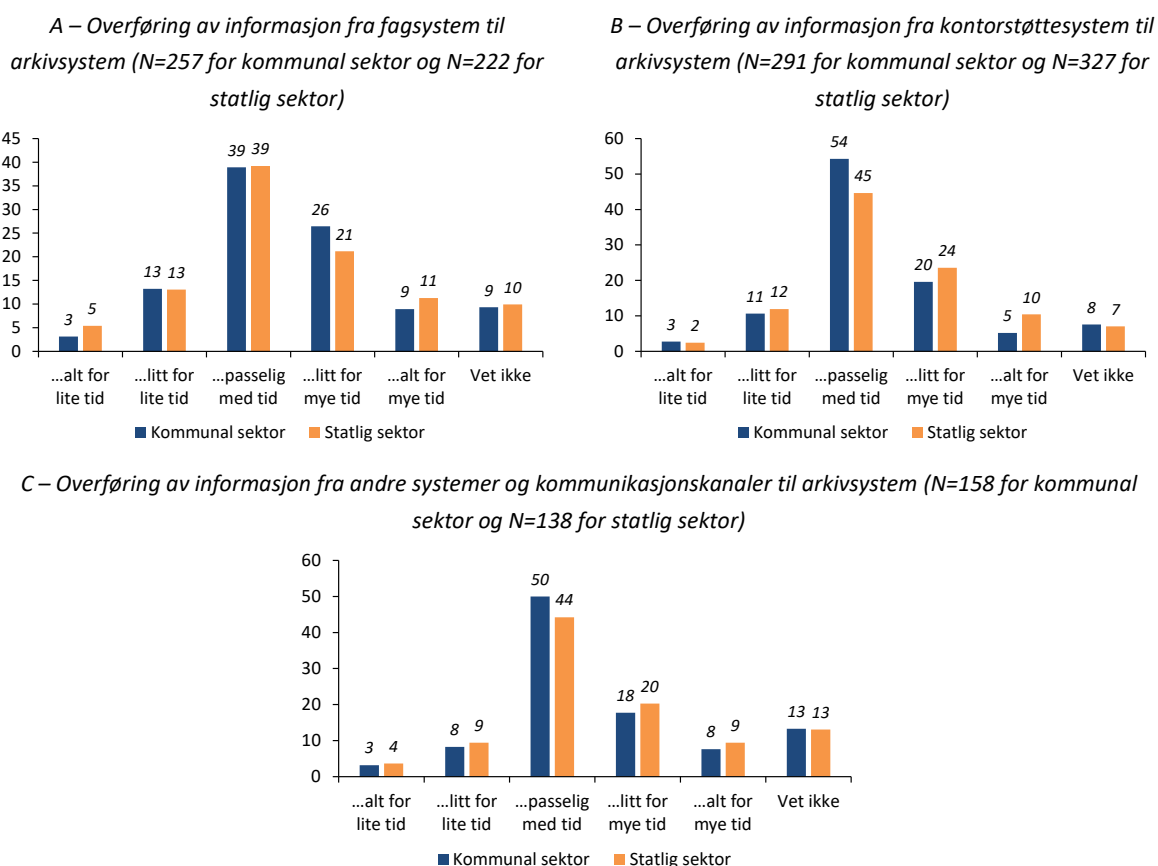 A – Overføring av informasjon fra fagsystem til
arkivsystem (N=257 for kommunal sektor og N=222 for
statlig sektor)
45
40
35
30
25
20
15
10
5
0
3 5
13 13
39 39
26 21
9 11
9 10
...alt for lite tid
...litt for lite tid
...passelig med tid
...litt for mye tid
...alt for mye tid
Vet ikke
Kommunal sektor Statlig sektor
B – Overføring av informasjon fra kontorstøttesystem til
arkivsystem (N=291 for kommunal sektor og N=327 for
statlig sektor)
60
50
40
30
20
10
0
3 2
11 12
54 45
20 24
5 10
8 7
...alt for lite tid
...litt for lite tid
...passelig med tid
...litt for mye tid
...alt for mye tid
Vet ikke
Kommunal sektor Statlig sektor
C – Overføring av informasjon fra andre systemer og kommunikasjonskanaler til arkivsystem (N=158 for kommunal
sektor og N=138 for statlig sektor)
60
50
40
30
20
10
0
3 4
8 9
50 44
18 20
8 9
13 13
...alt for lite tid
...litt for lite tid
...passelig med tid
...litt for mye tid
...alt for mye tid
Vet ikke
Kommunal sektor Statlig sektor